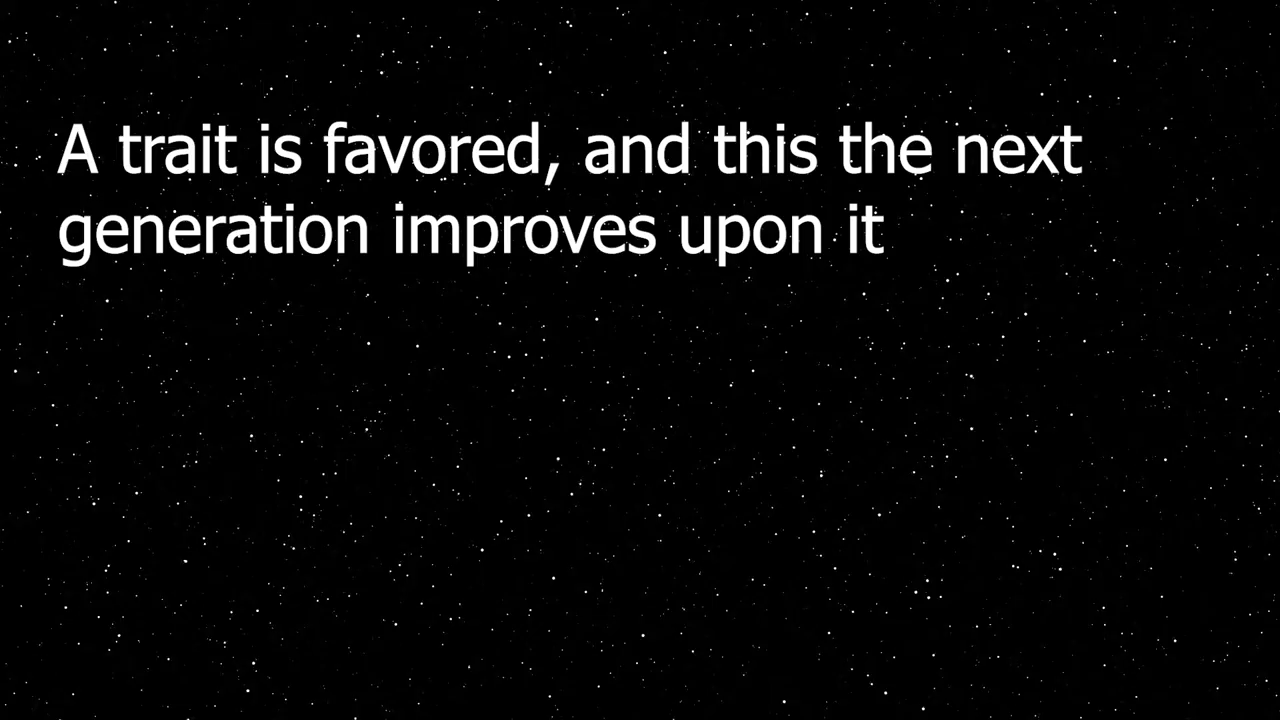 A trait is favored, and this the next
generation improves upon it